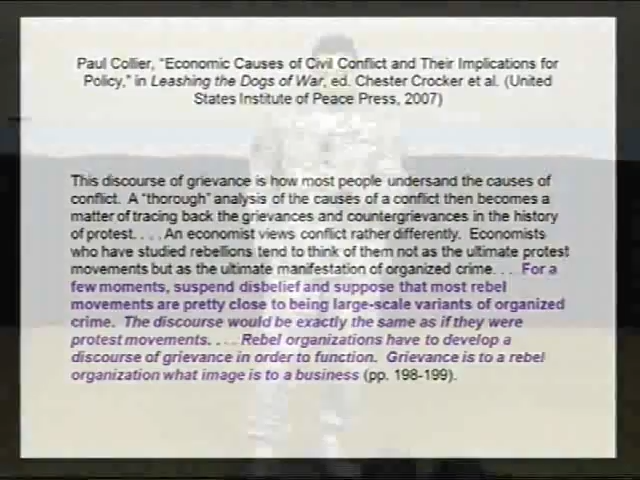 Paul Collier, “Economic Causes of Civil Conflict and Their Implications for
Policy,” in Leashing the Dogs of War, ed. Chester Crocker et al. (United
States Institute of Peace Press, 2007)
This discourse of grievance is how most people undersand the causes of
conflict. A “thorough” analysis of the causes of a conflict then becomes a
matter of tracing back the grievances and countergrievances in the history
of protest. . . . An economist views conflict rather differently. Economists
who have studied rebellions tend to think of them not as the ultimate protest
movements but as the ultimate manifestation of organized crime. . . . For a
few moments, suspend disbelief and suppose that most rebel
movements are pretty close to being large-scale variants of organized
crime. The discourse would be exactly the same as if they were
protest movements. . . . Rebel organizations have to develop a
discourse of grievance in order to function. Grievance is to a rebel
organization what image is to a business (pp. 198-199).